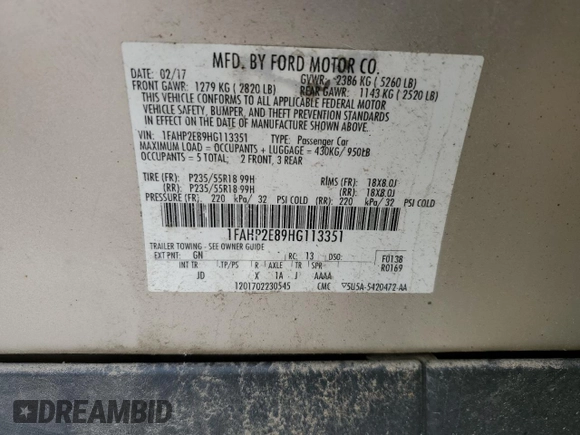 MFD. BY FORD MOTOR CO.
DATE: 02/17 GVWR: 2386 KG ( 5260 LB)
FRONT GAWR: 1279 KG ( 2820 LB) REAR GAWR: 1143 KG ( 2520 LB)
THIS VEHICLE CONFORMS TO ALL APPLICABLE FEDERAL MOTOR
VEHICLE SAFETY, BUMPER, AND THEFT PREVENTION STANDARDS
IN EFFECT ON THE DATE OF MANUFACTURE SHOWN ABOVE.
VIN: 1FAHP2E89HG113351 TYPE: Passenger Car
MAXIMUM LOAD = OCCUPANTS + LUGGAGE = 430KG/ 950LB
OCCUPANTS = 5 TOTAL; 2 FRONT, 3 REAR
TIRE (FR): P235/55R18 99H RIMS (FR): 18X8.0J
(RR): P235/55R18 99H (RR): 18X8.0J
PRESSURE (FR): 220 kPa/ 32 PSI COLD (RR): 220 kPa/ 32 PSI COLD
1FAHP2E89HG113351
TRAILER TOWING - SEE OWNER GUIDE
EXT PNT: GN RC: 13 DSO: F0138
INT TR TP/PS R AXLE TR SPR R0169
JD X 1A J AAAA
1201702230545 CMC 5U5A-5420472-AA
DREAMBID